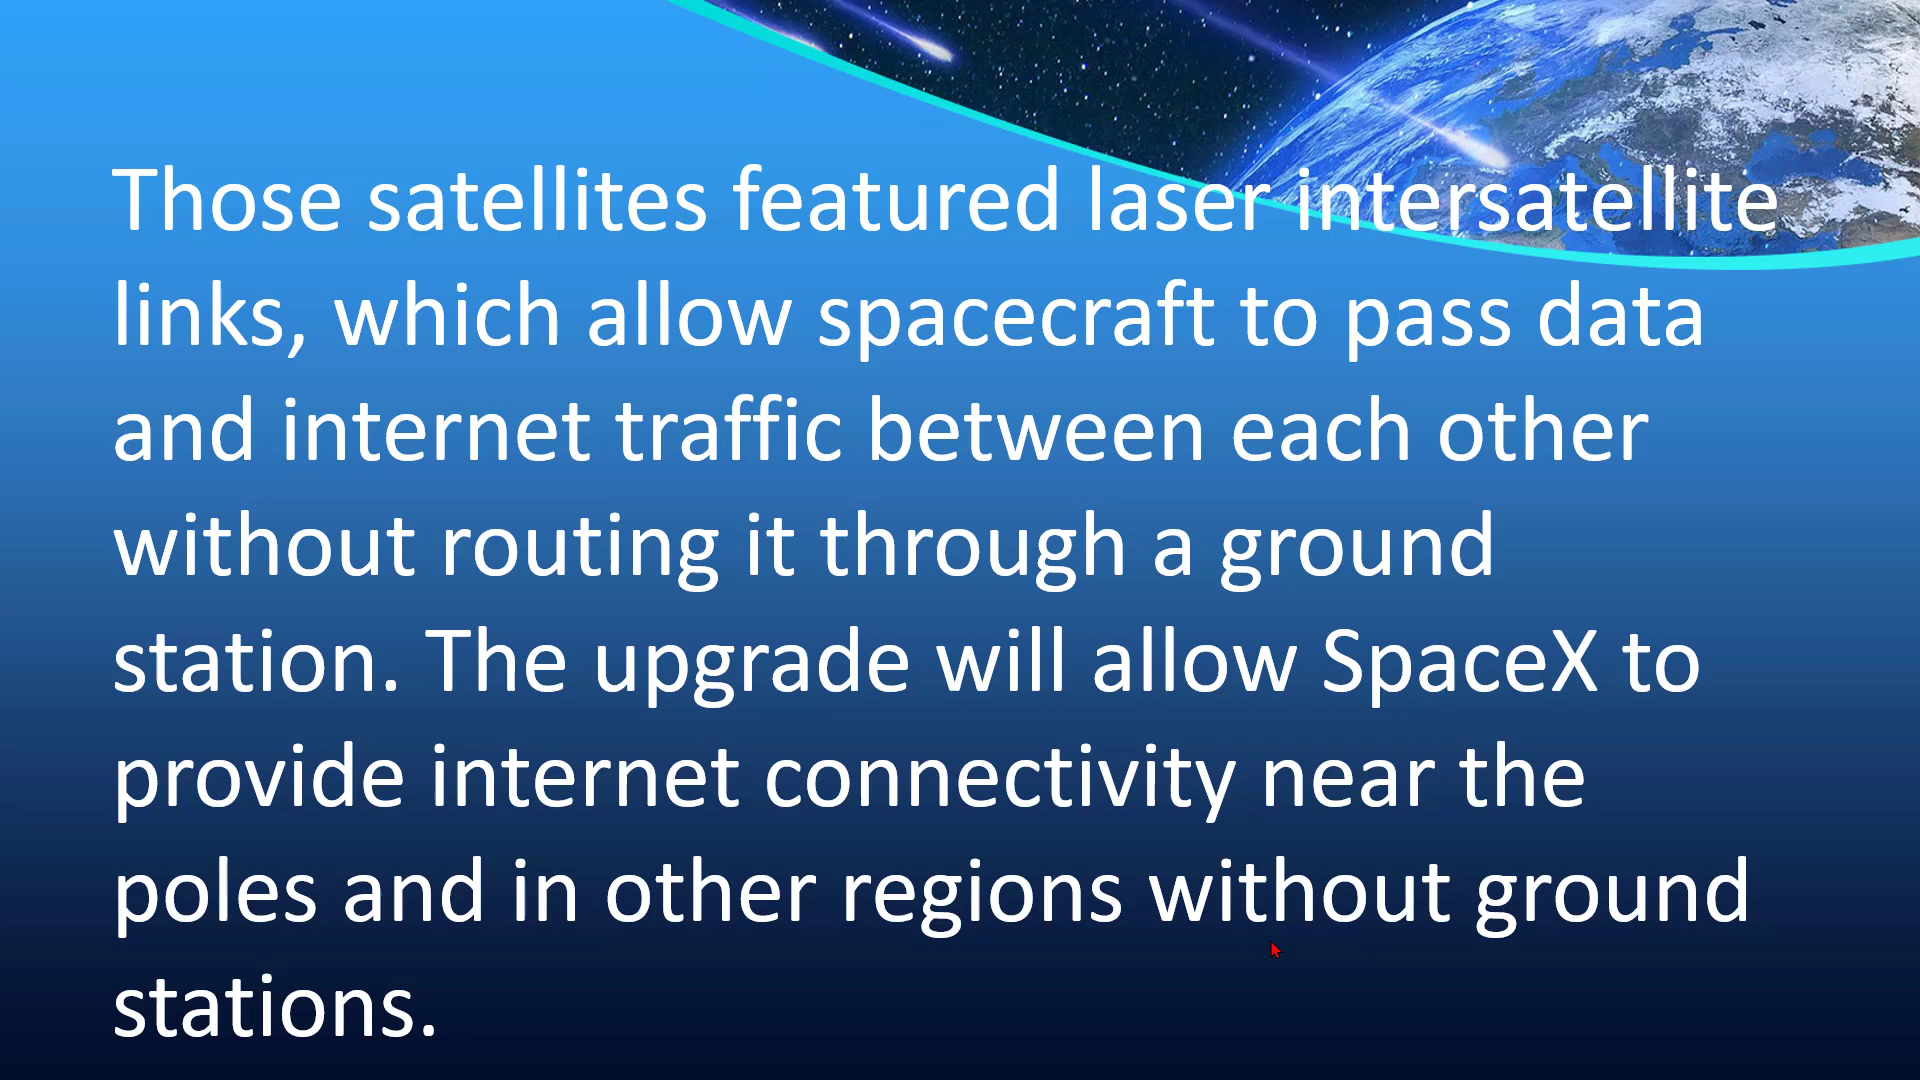 Those satellites featured laser intersatellite
links, which allow spacecraft to pass data
and internet traffic between each other
without routing it through a ground
station. The upgrade will allow SpaceX to
provide internet connectivity near the
poles and in other regions without ground
stations.